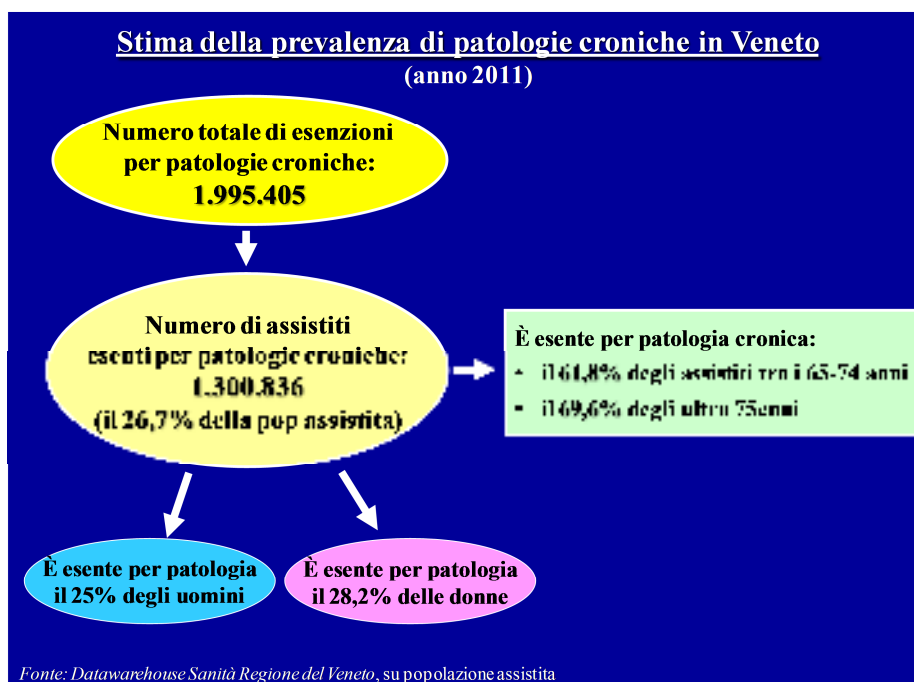 Stima della prevalenza di patologie croniche in Veneto
(anno 2011)
Numero totale di esenzioni
per patologie croniche:
1.995.405
Numero di assistiti
esenti per patologie croniche:
1.300.836
(il 26,7% della pop assistita)
È esente per patologia cronica:
• il 61,8% degli assistiti tra i 65-74 anni
• il 69,6% degli ultra 75enni
È esente per patologia
il 25% degli uomini
È esente per patologia
il 28,2% delle donne
Fonte: Datawarehouse Sanità Regione del Veneto, su popolazione assistita